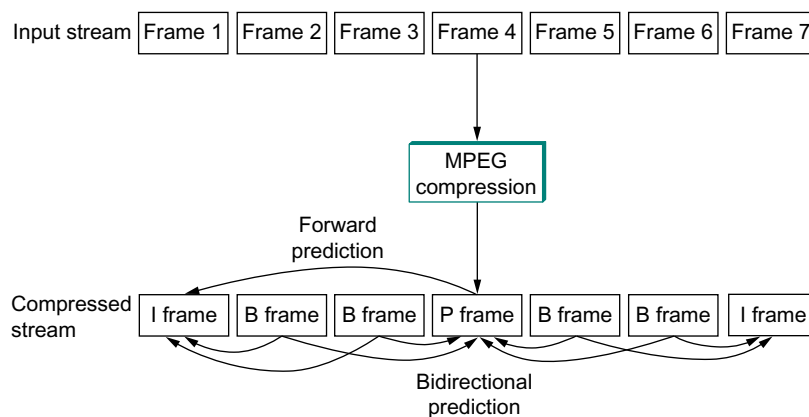 Input stream Frame 1 Frame 2 Frame 3 Frame 4 Frame 5 Frame 6 Frame 7
MPEG
compression
Forward
prediction
Compressed
stream
I frame B frame B frame P frame B frame B frame I frame
Bidirectional
prediction